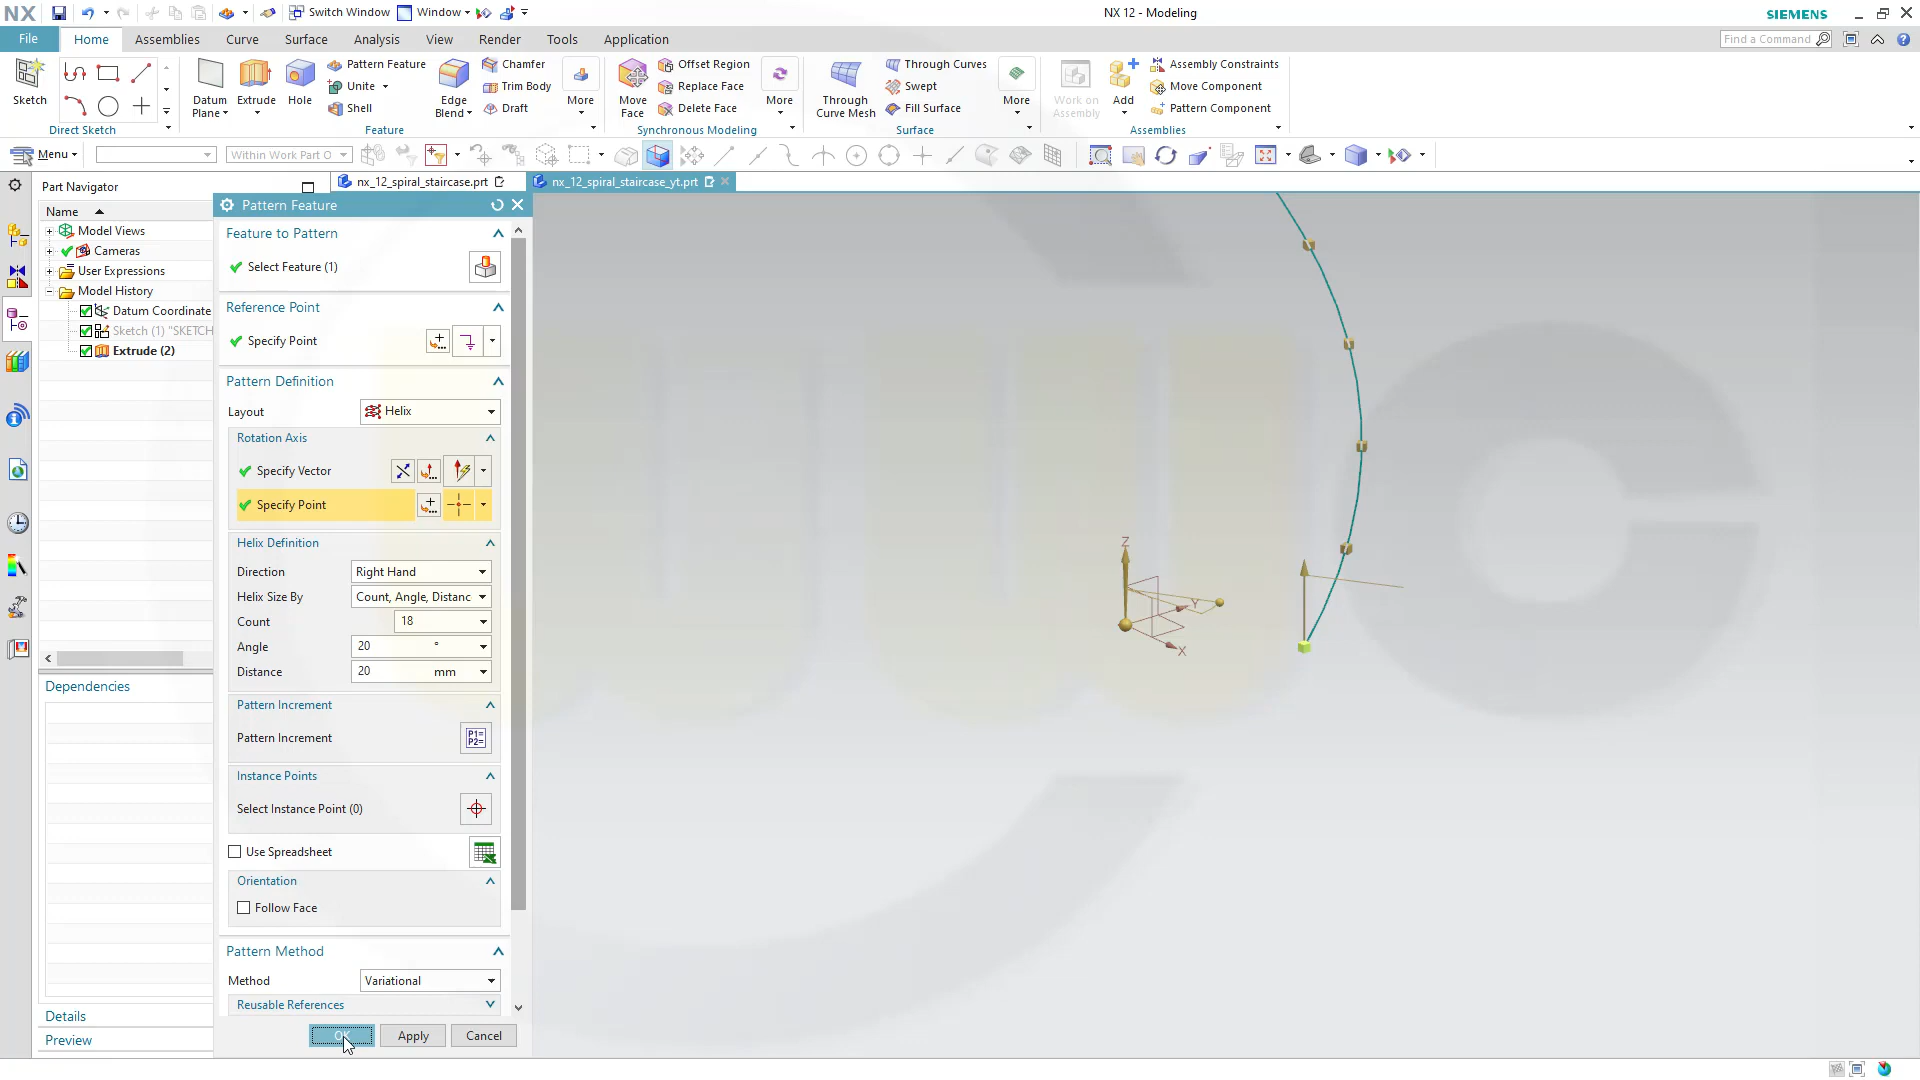 NX Switch Window Window NX 12 - Modeling SIEMENS
File Home Assemblies Curve Surface Analysis View Render Tools Application Find a Command
Sketch
Direct Sketch
Datum Plane
Extrude
Hole
Pattern Feature
Unite
Shell
Edge Blend
Chamfer
Trim Body
Draft
More
Feature
Move Face
Offset Region
Replace Face
Delete Face
More
Synchronous Modeling
Through Curve Mesh
Through Curves
Swept
Fill Surface
More
Surface
Work on Assembly
Add
Assembly Constraints
Move Component
Pattern Component
Assemblies
Menu Within Work Part O
Part Navigator nx_12_spiral_staircase.prt nx_12_spiral_staircase_yt.prt
Name
Model Views
Cameras
User Expressions
Model History
Datum Coordinate
Sketch (1) "SKETCH
Extrude (2)
Dependencies
Details
Preview
Pattern Feature
Feature to Pattern
Select Feature (1)
Reference Point
Specify Point
Pattern Definition
Layout Helix
Rotation Axis
Specify Vector
Specify Point
Helix Definition
Direction Right Hand
Helix Size By Count, Angle, Distanc
Count 18
Angle 20 °
Distance 20 mm
Pattern Increment
Pattern Increment P1= P2=
Instance Points
Select Instance Point (0)
Use Spreadsheet
Orientation
Follow Face
Pattern Method
Method Variational
Reusable References
OK Apply Cancel
Z
Y
X